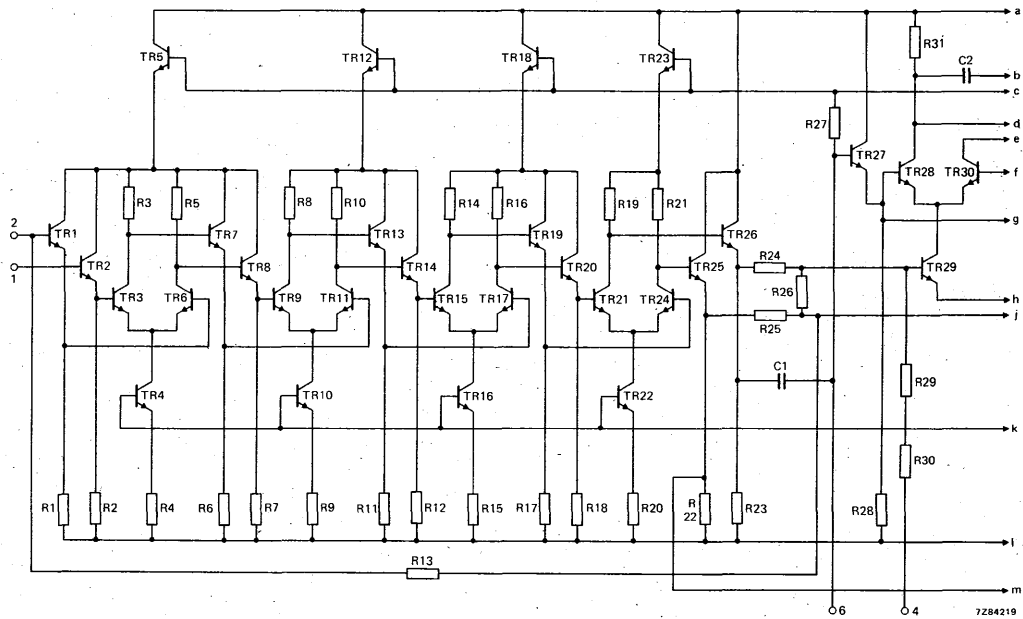 a
R31
TR5
TR12
TR18
TR23
C2
b
c
R27
d
e
TR27
TR28
TR30
f
R3
R5
R8
R10
R14
R16
R19
R21
g
2
TR1
TR7
TR13
TR19
TR26
1
TR2
TR8
TR14
TR20
TR25
R24
TR29
R26
TR3
TR6
TR9
TR11
TR15
TR17
TR21
TR24
h
R25
j
C1
R29
TR4
TR10
TR16
TR22
k
R30
R1
R2
R4
R6
R7
R9
R11
R12
R15
R17
R18
R20
R
22
R23
R28
l
R13
m
6
4
7Z84219